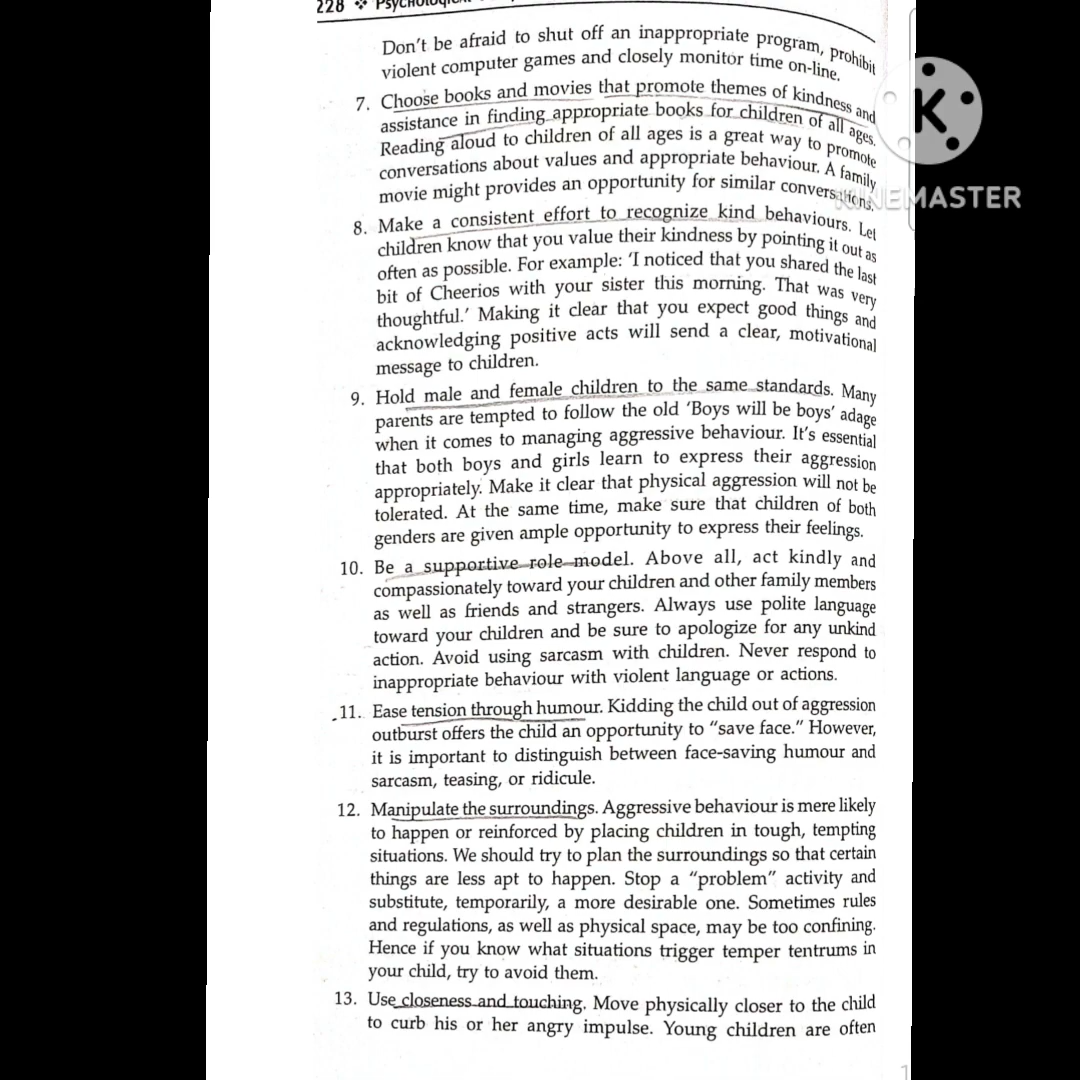 228 ❖
Don't be afraid to shut off an inappropriate program, prohibit
violent computer games and closely monitor time on-line.
7. Choose books and movies that promote themes of kindness and
assistance in finding appropriate books for children of all ages.
Reading aloud to children of all ages is a great way to promote
conversations about values and appropriate behaviour. A family
movie might provides an opportunity for similar conversations.
8. Make a consistent effort to recognize kind behaviours. Let
children know that you value their kindness by pointing it out as
often as possible. For example: 'I noticed that you shared the last
bit of Cheerios with your sister this morning. That was very
thoughtful.' Making it clear that you expect good things and
acknowledging positive acts will send a clear, motivational
message to children.
9. Hold male and female children to the same standards. Many
parents are tempted to follow the old 'Boys will be boys' adage
when it comes to managing aggressive behaviour. It's essential
that both boys and girls learn to express their aggression
appropriately. Make it clear that physical aggression will not be
tolerated. At the same time, make sure that children of both
genders are given ample opportunity to express their feelings.
10. Be a supportive role model. Above all, act kindly and
compassionately toward your children and other family members
as well as friends and strangers. Always use polite language
toward your children and be sure to apologize for any unkind
action. Avoid using sarcasm with children. Never respond to
inappropriate behaviour with violent language or actions.
11. Ease tension through humour. Kidding the child out of aggression
outburst offers the child an opportunity to "save face." However,
it is important to distinguish between face-saving humour and
sarcasm, teasing, or ridicule.
12. Manipulate the surroundings. Aggressive behaviour is mere likely
to happen or reinforced by placing children in tough, tempting
situations. We should try to plan the surroundings so that certain
things are less apt to happen. Stop a "problem" activity and
substitute, temporarily, a more desirable one. Sometimes rules
and regulations, as well as physical space, may be too confining.
Hence if you know what situations trigger temper tentrums in
your child, try to avoid them.
13. Use closeness and touching. Move physically closer to the child
to curb his or her angry impulse. Young children are often
K
KINEMASTER